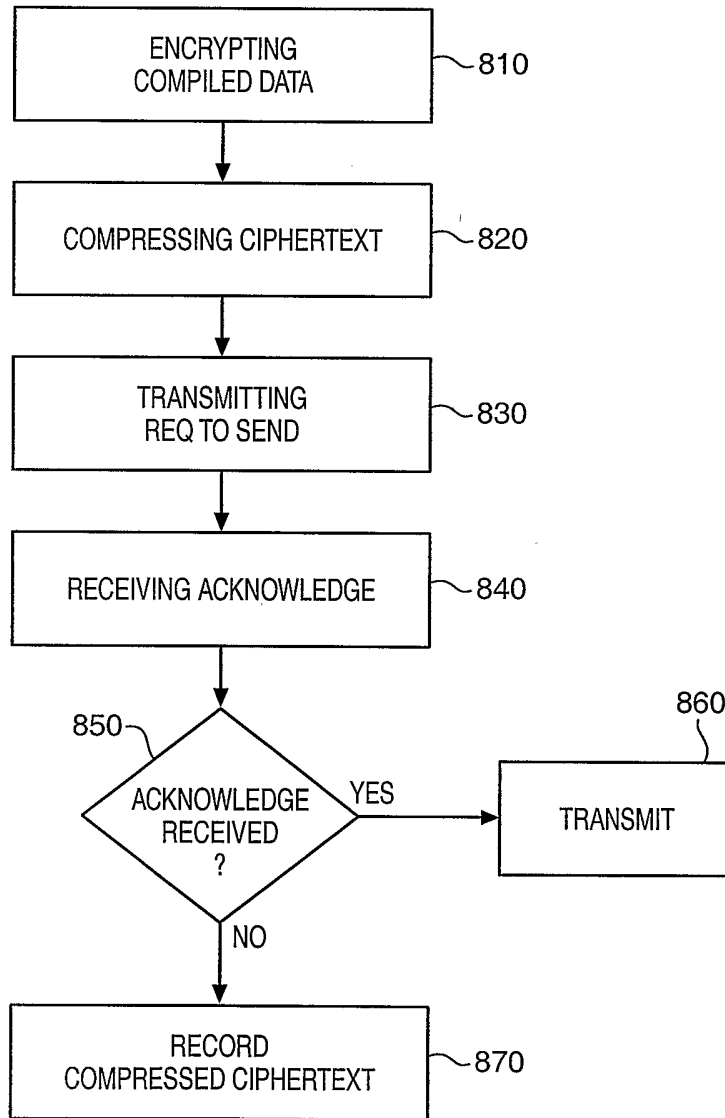 ENCRYPTING
COMPILED DATA
810
COMPRESSING CIPHERTEXT
820
TRANSMITTING
REQ TO SEND
830
RECEIVING ACKNOWLEDGE
840
850
ACKNOWLEDGE
RECEIVED
?
YES
860
TRANSMIT
NO
RECORD
COMPRESSED CIPHERTEXT
870